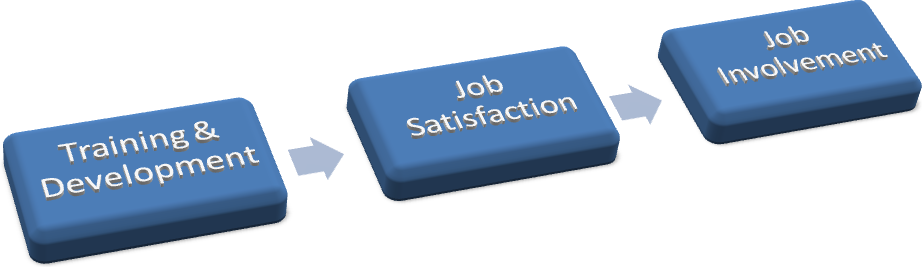 Training &
Development
Job
Satisfaction
Job
Involvement